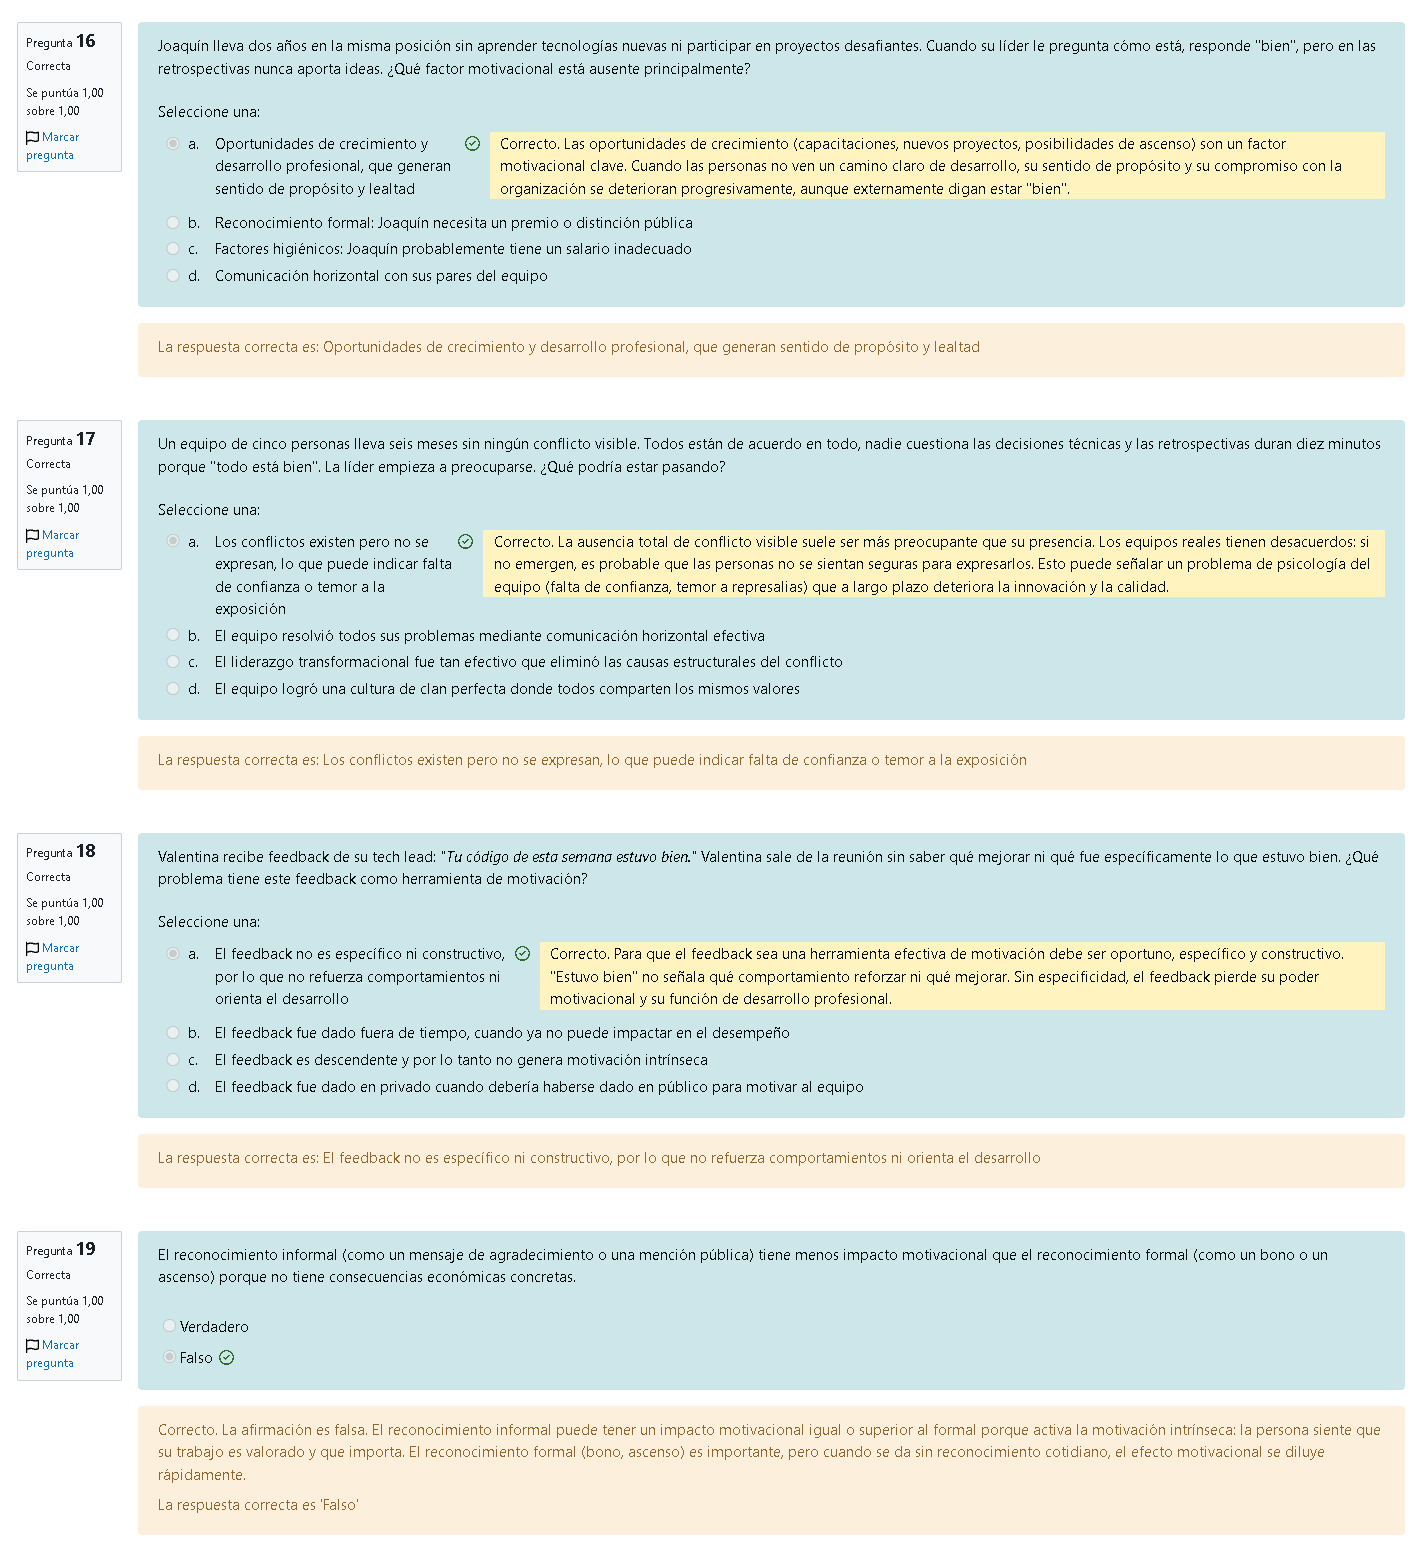 Pregunta 16
Correcta
Se puntúa 1,00
sobre 1,00
Marcar
pregunta
Joaquín lleva dos años en la misma posición sin aprender tecnologías nuevas ni participar en proyectos desafiantes. Cuando su líder le pregunta cómo está, responde "bien", pero en las
retrospectivas nunca aporta ideas. ¿Qué factor motivacional está ausente principalmente?
Seleccione una:
a. Oportunidades de crecimiento y
desarrollo profesional, que generan
sentido de propósito y lealtad
Correcto. Las oportunidades de crecimiento (capacitaciones, nuevos proyectos, posibilidades de ascenso) son un factor
motivacional clave. Cuando las personas no ven un camino claro de desarrollo, su sentido de propósito y su compromiso con la
organización se deterioran progresivamente, aunque externamente digan estar "bien".
b. Reconocimiento formal: Joaquín necesita un premio o distinción pública
c. Factores higiénicos: Joaquín probablemente tiene un salario inadecuado
d. Comunicación horizontal con sus pares del equipo
La respuesta correcta es: Oportunidades de crecimiento y desarrollo profesional, que generan sentido de propósito y lealtad
Pregunta 17
Correcta
Se puntúa 1,00
sobre 1,00
Marcar
pregunta
Un equipo de cinco personas lleva seis meses sin ningún conflicto visible. Todos están de acuerdo en todo, nadie cuestiona las decisiones técnicas y las retrospectivas duran diez minutos
porque "todo está bien". La líder empieza a preocuparse. ¿Qué podría estar pasando?
Seleccione una:
a. Los conflictos existen pero no se
expresan, lo que puede indicar falta
de confianza o temor a la
exposición
Correcto. La ausencia total de conflicto visible suele ser más preocupante que su presencia. Los equipos reales tienen desacuerdos: si
no emergen, es probable que las personas no se sientan seguras para expresarlos. Esto puede señalar un problema de psicología del
equipo (falta de confianza, temor a represalias) que a largo plazo deteriora la innovación y la calidad.
b. El equipo resolvió todos sus problemas mediante comunicación horizontal efectiva
c. El liderazgo transformacional fue tan efectivo que eliminó las causas estructurales del conflicto
d. El equipo logró una cultura de clan perfecta donde todos comparten los mismos valores
La respuesta correcta es: Los conflictos existen pero no se expresan, lo que puede indicar falta de confianza o temor a la exposición
Pregunta 18
Correcta
Se puntúa 1,00
sobre 1,00
Marcar
pregunta
Valentina recibe feedback de su tech lead: "Tu código de esta semana estuvo bien." Valentina sale de la reunión sin saber qué mejorar ni qué fue específicamente lo que estuvo bien. ¿Qué
problema tiene este feedback como herramienta de motivación?
Seleccione una:
a. El feedback no es específico ni constructivo,
por lo que no refuerza comportamientos ni
orienta el desarrollo
Correcto. Para que el feedback sea una herramienta efectiva de motivación debe ser oportuno, específico y constructivo.
"Estuvo bien" no señala qué comportamiento reforzar ni qué mejorar. Sin especificidad, el feedback pierde su poder
motivacional y su función de desarrollo profesional.
b. El feedback fue dado fuera de tiempo, cuando ya no puede impactar en el desempeño
c. El feedback es descendente y por lo tanto no genera motivación intrínseca
d. El feedback fue dado en privado cuando debería haberse dado en público para motivar al equipo
La respuesta correcta es: El feedback no es específico ni constructivo, por lo que no refuerza comportamientos ni orienta el desarrollo
Pregunta 19
Correcta
Se puntúa 1,00
sobre 1,00
Marcar
pregunta
El reconocimiento informal (como un mensaje de agradecimiento o una mención pública) tiene menos impacto motivacional que el reconocimiento formal (como un bono o un
ascenso) porque no tiene consecuencias económicas concretas.
Verdadero
Falso
Correcto. La afirmación es falsa. El reconocimiento informal puede tener un impacto motivacional igual o superior al formal porque activa la motivación intrínseca: la persona siente que
su trabajo es valorado y que importa. El reconocimiento formal (bono, ascenso) es importante, pero cuando se da sin reconocimiento cotidiano, el efecto motivacional se diluye
rápidamente.
La respuesta correcta es 'Falso'